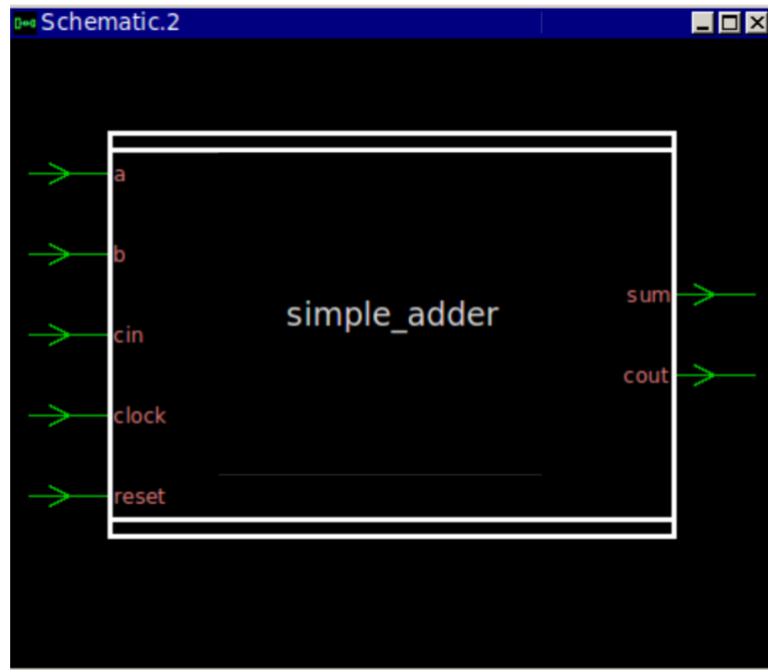 Schematic.2
a
b
sum
simple_adder
cin
cout
clock
reset